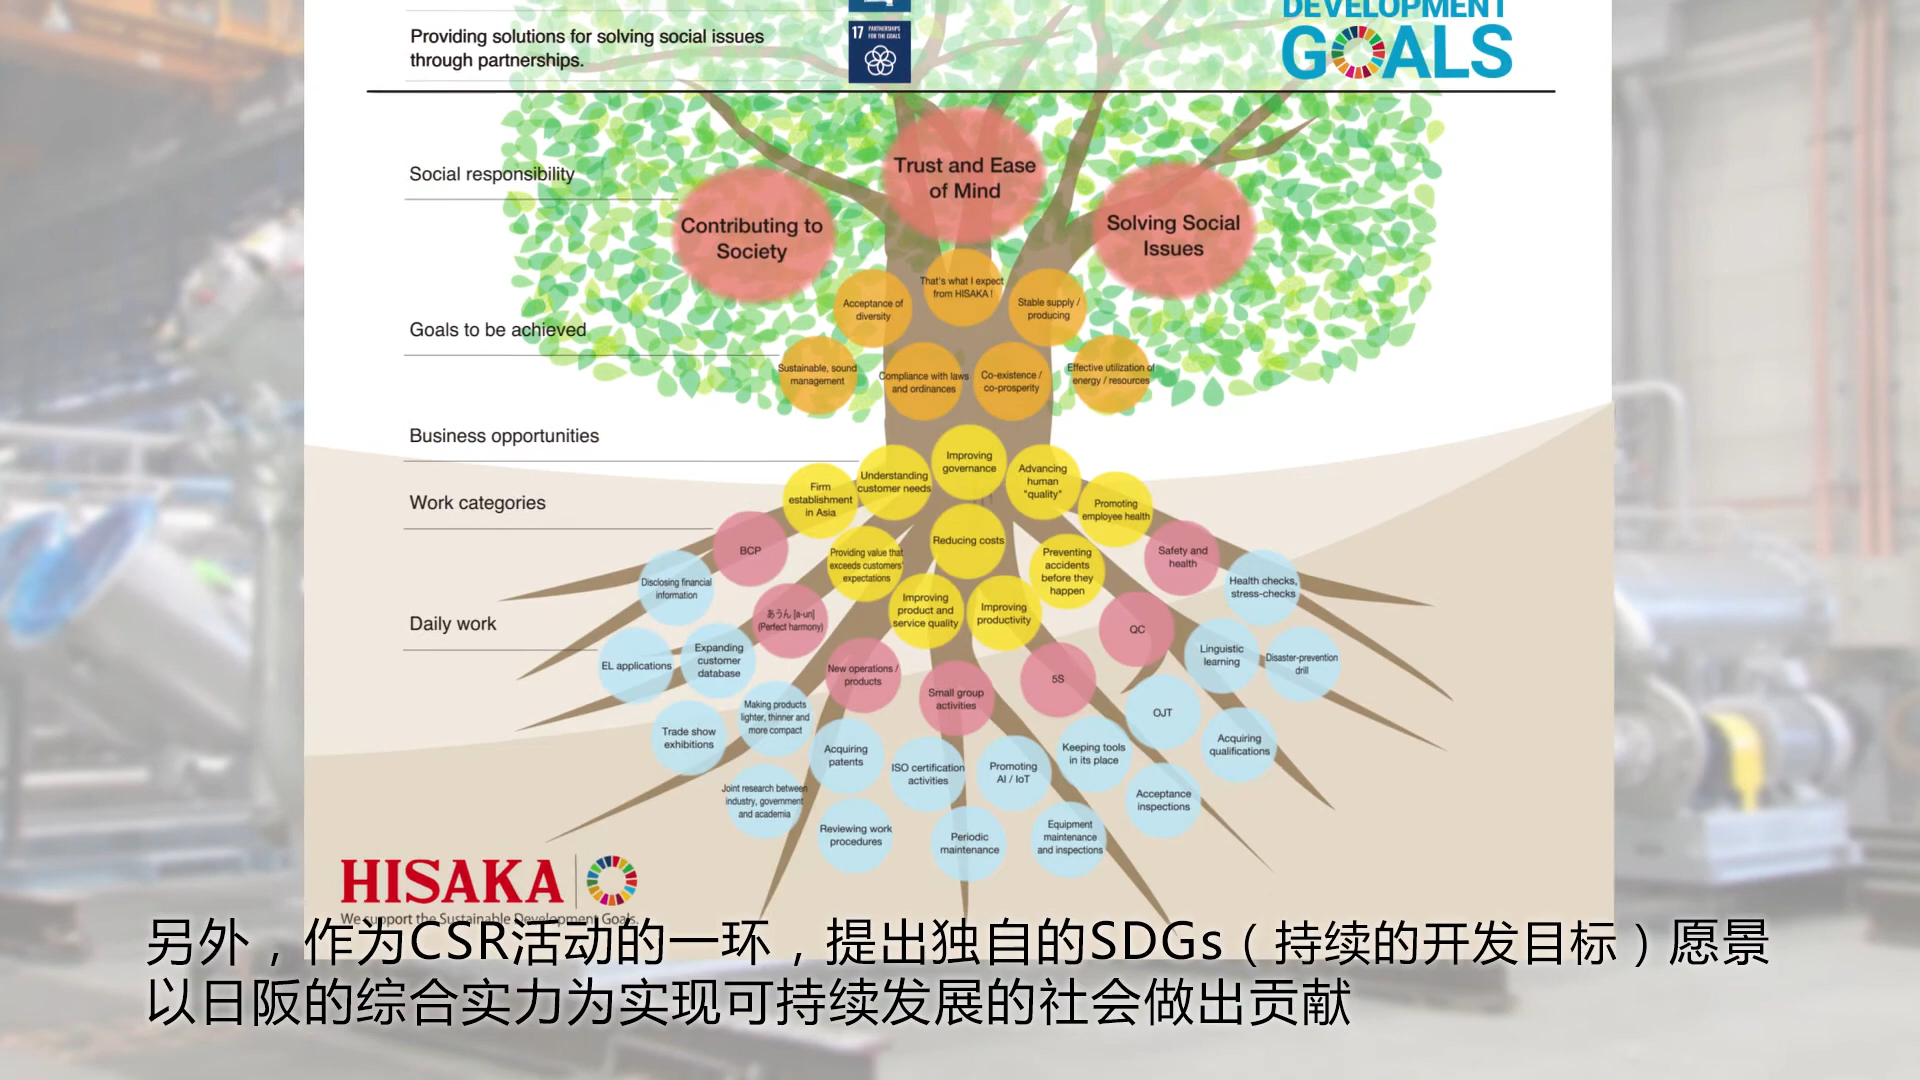 DEVELOPMENT
GOALS
Providing solutions for solving social issues
through partnerships.
17 PARTNERSHIPS
FOR THE GOALS
Social responsibility
Trust and Ease
of Mind
Contributing to
Society
Solving Social
Issues
Goals to be achieved
That's what I expect
from HISAKA !
Acceptance of
diversity
Stable supply /
producing
Sustainable, sound
management
Compliance with laws
and ordinances
Co-existence /
co-prosperity
Effective utilization of
energy / resources
Business opportunities
Improving
governance
Understanding
customer needs
Advancing
human
"quality"
Firm
establishment
in Asia
Promoting
employee health
Reducing costs
Providing value that
exceeds customers'
expectations
Preventing
accidents
before they
happen
Improving
product and
service quality
Improving
productivity
Work categories
BCP
Safety and
health
あうん [a-un]
(Perfect harmony)
QC
New operations /
products
Small group
activities
5S
Daily work
Disclosing financial
information
Health checks,
stress-checks
EL applications
Expanding
customer
database
Linguistic
learning
Disaster-prevention
drill
Making products
lighter, thinner and
more compact
OJT
Trade show
exhibitions
Acquiring
patents
ISO certification
activities
Promoting
AI / IoT
Keeping tools
in its place
Acquiring
qualifications
Joint research between
industry, government
and academia
Acceptance
inspections
Reviewing work
procedures
Periodic
maintenance
Equipment
maintenance
and inspections
HISAKA
We support the Sustainable Development Goals.
另外，作为CSR活动的一环，提出独自的SDGs（持续的开发目标）愿景
以日阪的综合实力为实现可持续发展的社会做出贡献